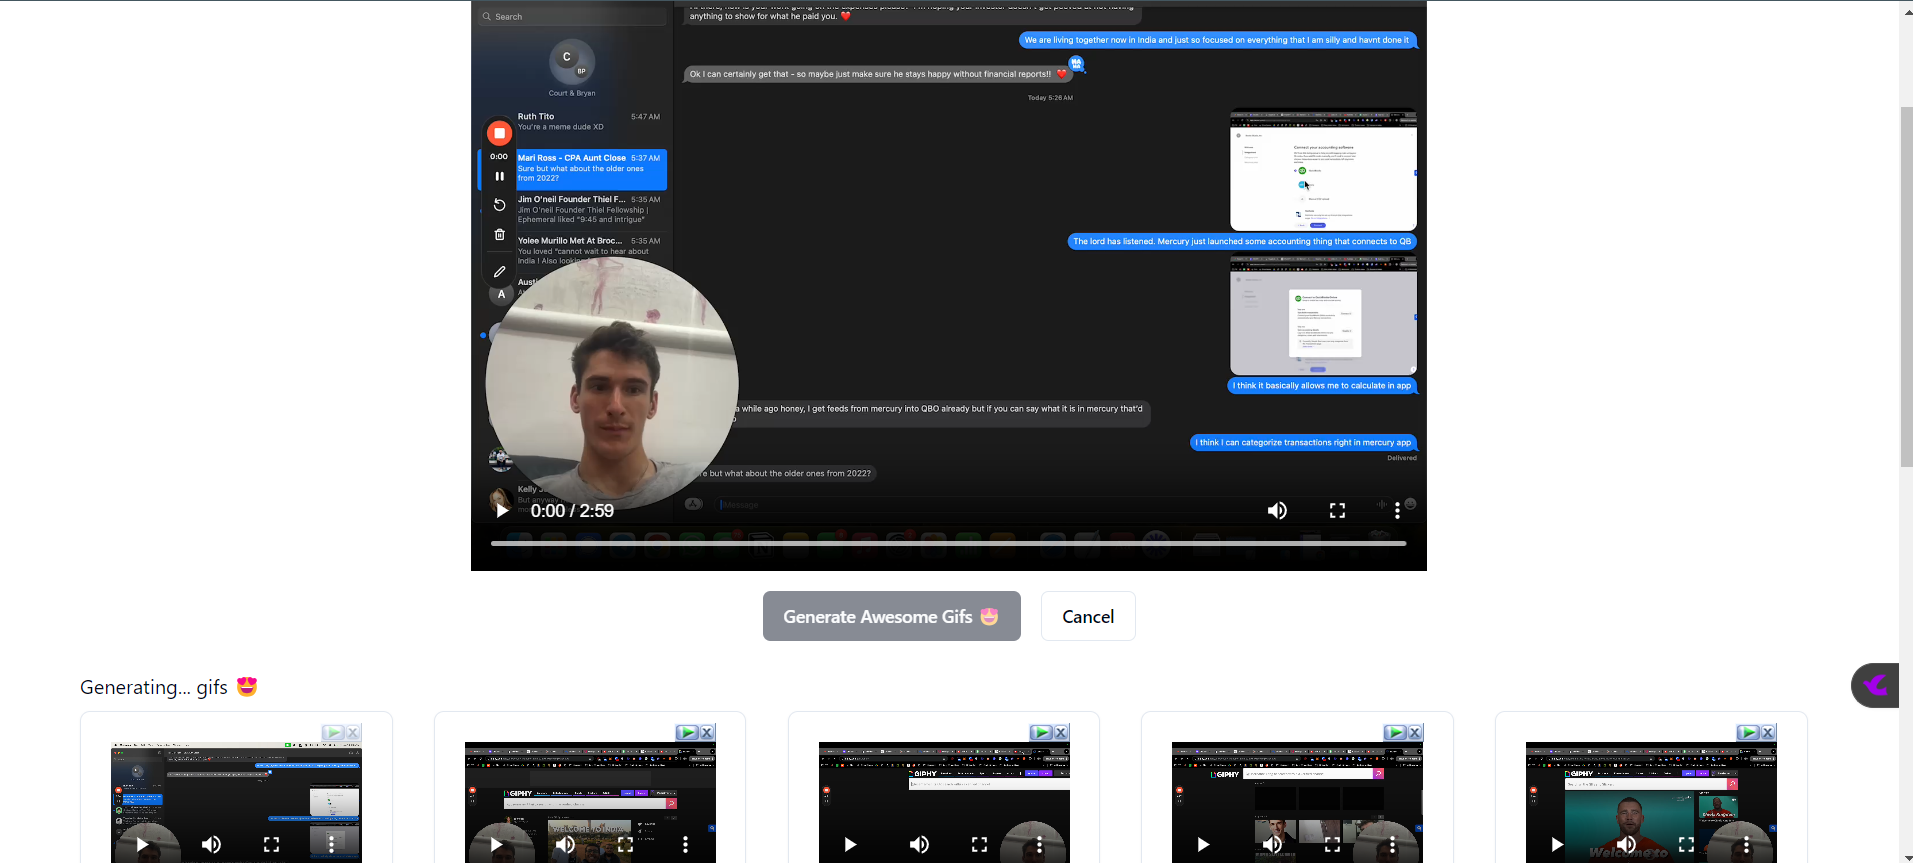 Search
anything to show for what he paid you. ❤️
We are living together now in India and just so focused on everything that I am silly and havnt done it
C
BP
Court & Bryan
Ok I can certainly get that - so maybe just make sure he stays happy without financial reports!! ❤️
HA HA
Today 5:26 AM
Ruth Tito 5:47 AM
You're a meme dude XD
0:00
Mari Ross - CPA Aunt Close 5:37 AM
Sure but what about the older ones
from 2022?
Connect your accounting software
Jim O'neil Founder Thiel F... 5:35 AM
Jim O'neil Founder Thiel Fellowship |
Ephemeral liked “9:45 and intrigue”
Yolee Murillo Met At Broc... 5:35 AM
You loved “cannot wait to hear about
India ! Also
The lord has listened. Mercury just launched some accounting thing that connects to QB
A
I think it basically allows me to calculate in app
a while ago honey, I get feeds from mercury into QBO already but if you can say what it is in mercury that'd
I think I can categorize transactions right in mercury app
Delivered
but what about the older ones from 2022?
Kelly
But anyway
iMessage
0:00 / 2:59
Generate Awesome Gifs 😍
Cancel
Generating... gifs 😍
GIPHY
WELCOME TO INDIA
GIPHY
GIPHY
GIPHY
Welcome to